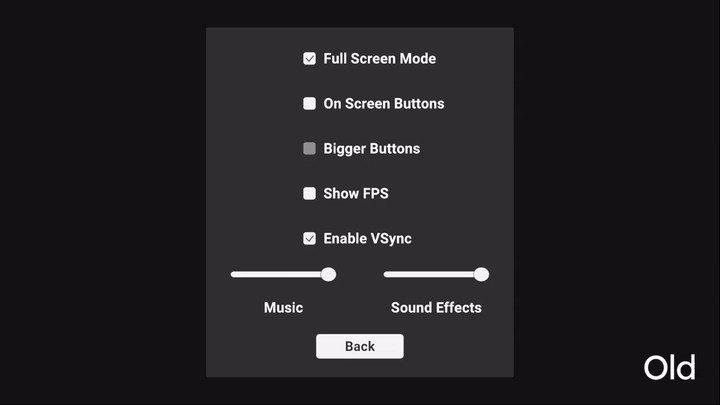 Full Screen Mode
On Screen Buttons
Bigger Buttons
Show FPS
Enable VSync
Music
Sound Effects
Back
Old